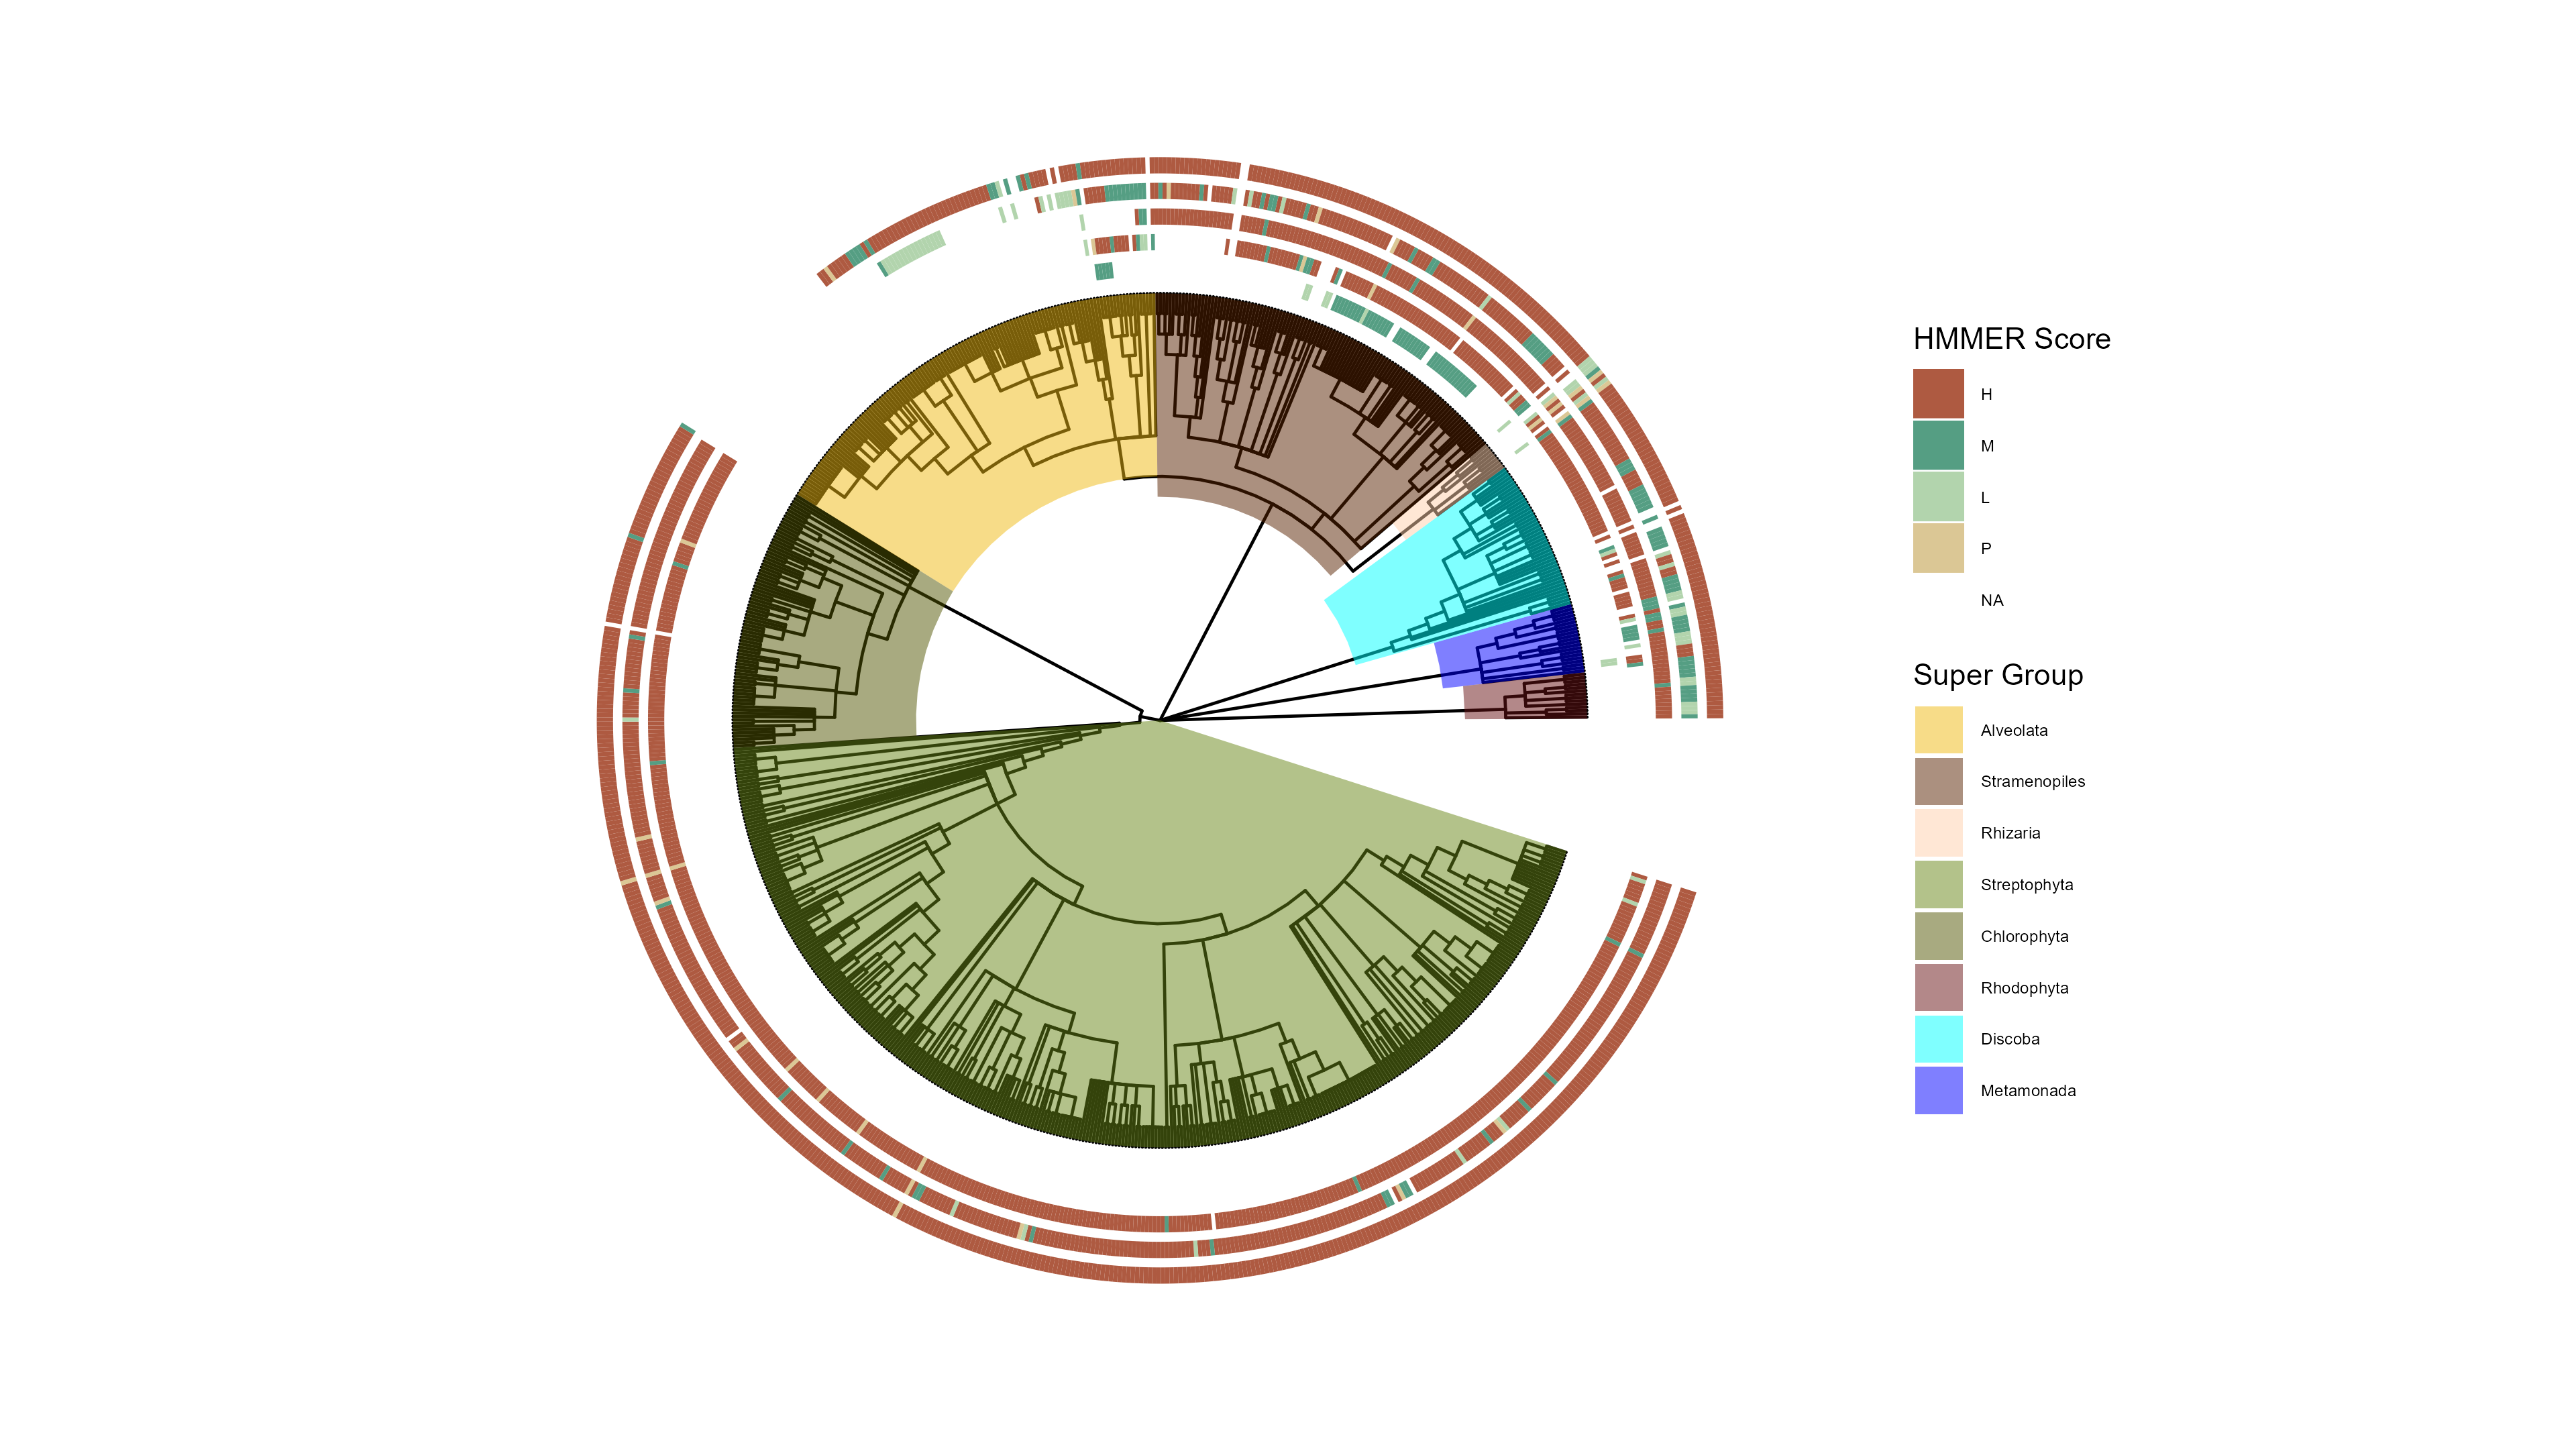 HMMER Score
H
M
L
P
NA
Super Group
Alveolata
Stramenopiles
Rhizaria
Streptophyta
Chlorophyta
Rhodophyta
Discoba
Metamonada